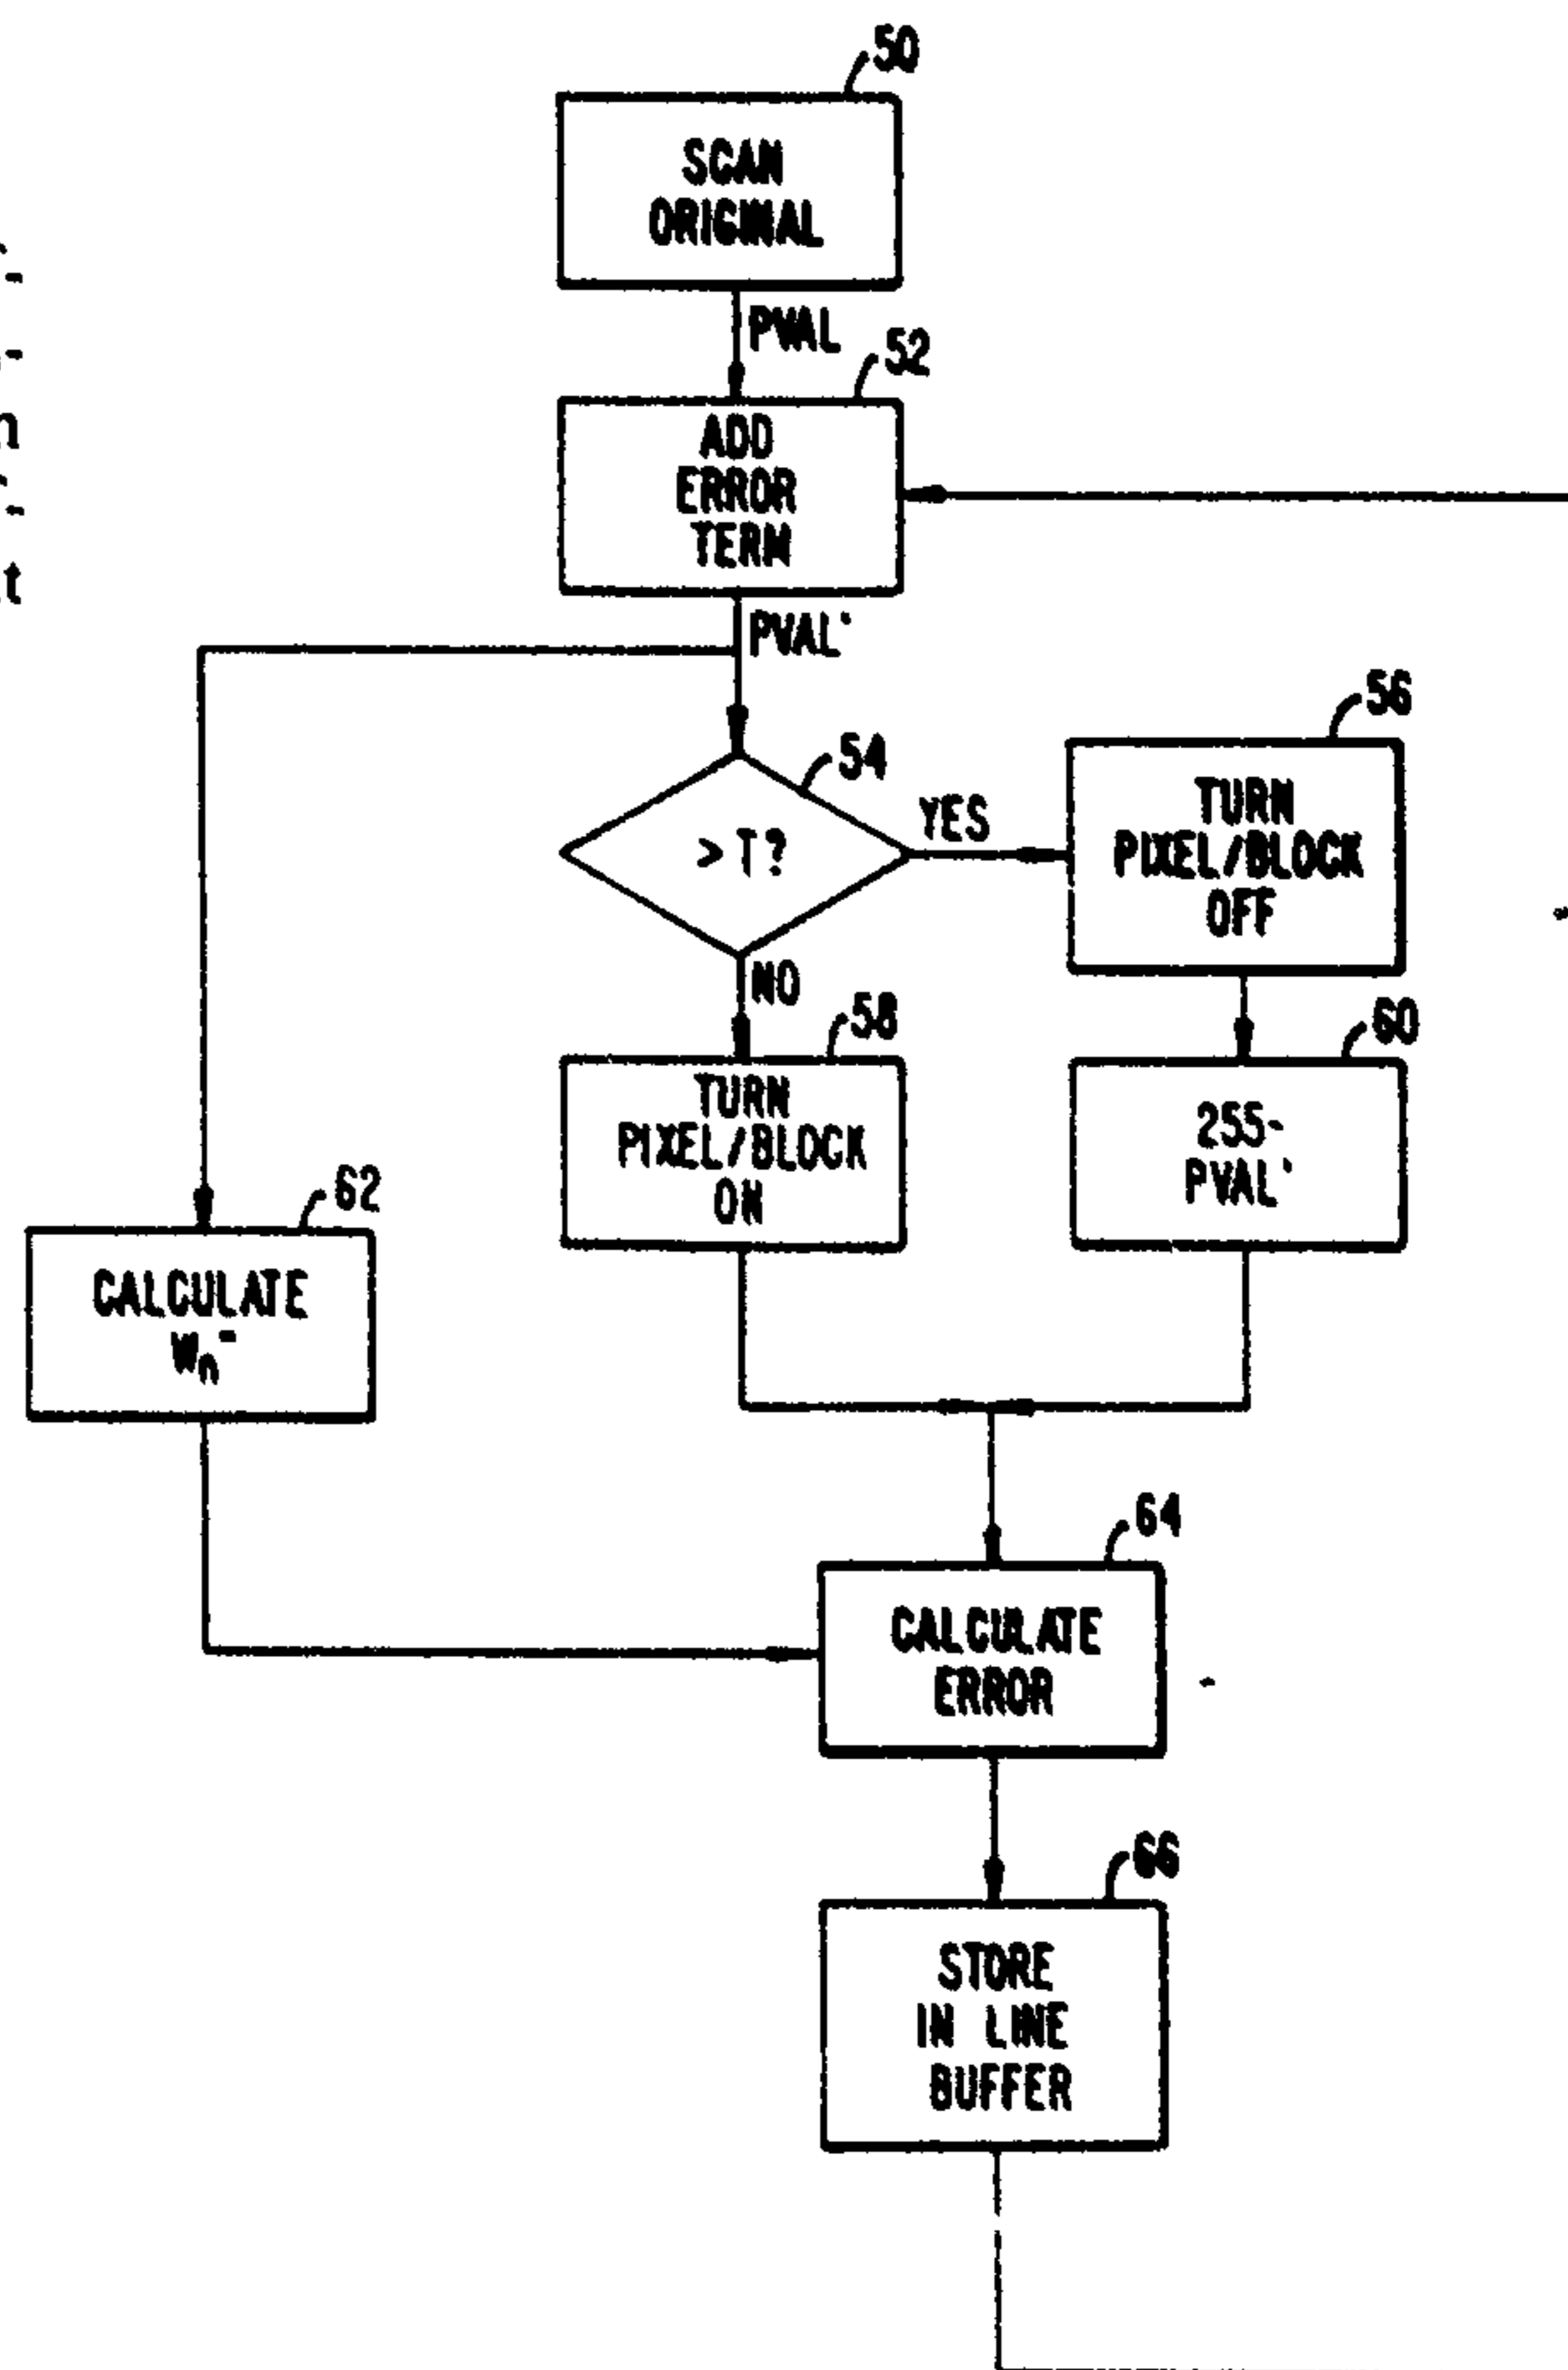 50
SCAN
ORIGINAL
PVAL
52
ADD
ERROR
TERM
PVAL'
54
>T?
YES
56
TURN
PIXEL/BLOCK
OFF
NO
58
TURN
PIXEL/BLOCK
ON
60
255-
PVAL'
62
CALCULATE
Wn-
64
CALCULATE
ERROR
66
STORE
IN LINE
BUFFER